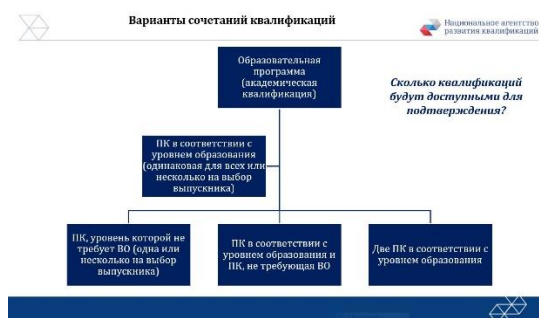 Варианты сочетаний квалификаций
Национальное агентство
развития квалификаций
Образовательная
программа
(академическая
квалификация)
Сколько квалификаций
будут доступными для
подтверждения?
ПК в соответствии с
уровнем образования
(одинаковая для всех или
несколько на выбор
выпускника)
ПК, уровень которой не
требует ВО (одна или
несколько на выбор
выпускника)
ПК в соответствии с
уровнем образования и
ПК, не требующая ВО
Две ПК в соответствии с
уровнем образования